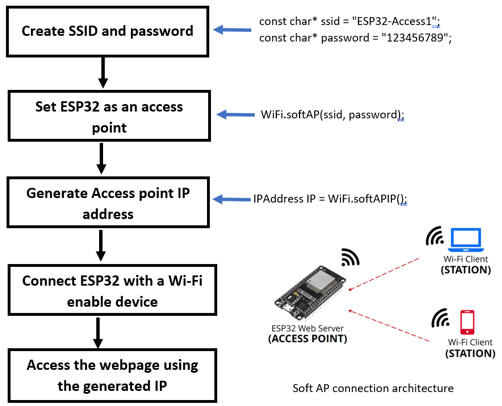 Create SSID and password
const char* ssid = "ESP32-Access1";
const char* password = "123456789";
Set ESP32 as an access
point
WiFi.softAP(ssid, password);
Generate Access point IP
address
IPAddress IP = WiFi.softAPIP();
Connect ESP32 with a Wi-Fi
enable device
Access the webpage using
the generated IP
Wi-Fi Client
(STATION)
ESP32 Web Server
(ACCESS POINT)
Wi-Fi Client
(STATION)
Soft AP connection architecture